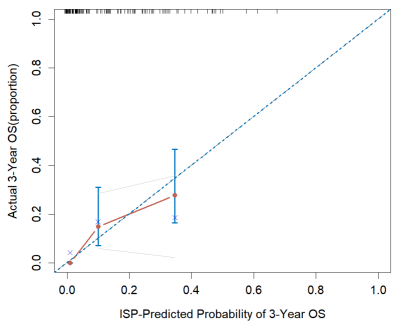 1.0
0.8
0.6
0.4
0.2
0.0
Actual 3-Year OS(proportion)
0.0 0.2 0.4 0.6 0.8 1.0
ISP-Predicted Probability of 3-Year OS